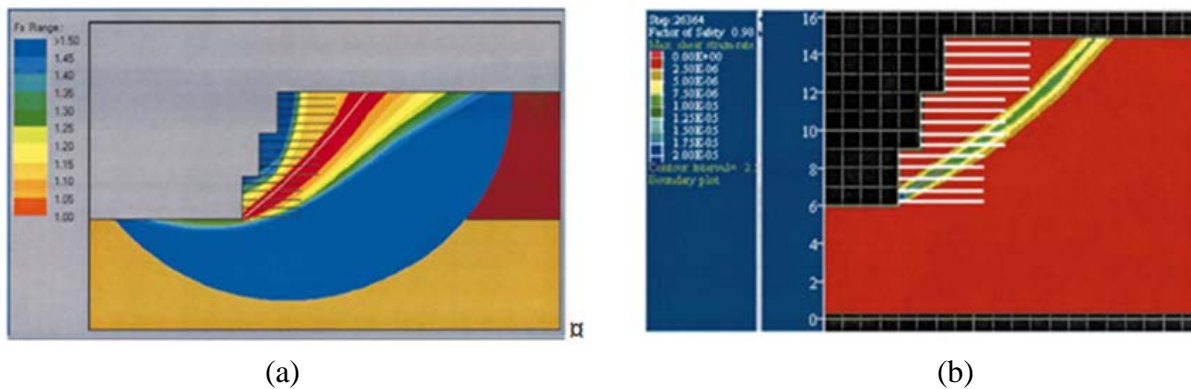 Fs Range:
>1.50
1.45
1.40
1.35
1.30
1.25
1.20
1.15
1.10
1.05
1.00
¤
(a)
Step:26364
Factor of Safety 0.98
Max. shear strain rate
0.00E+00
2.50E-06
5.00E-06
7.50E-06
1.00E-05
1.25E-05
1.50E-05
1.75E-05
2.00E-05
Contour interval=
Boundary plot
16
14
12
10
8
6
4
2
0
(b)